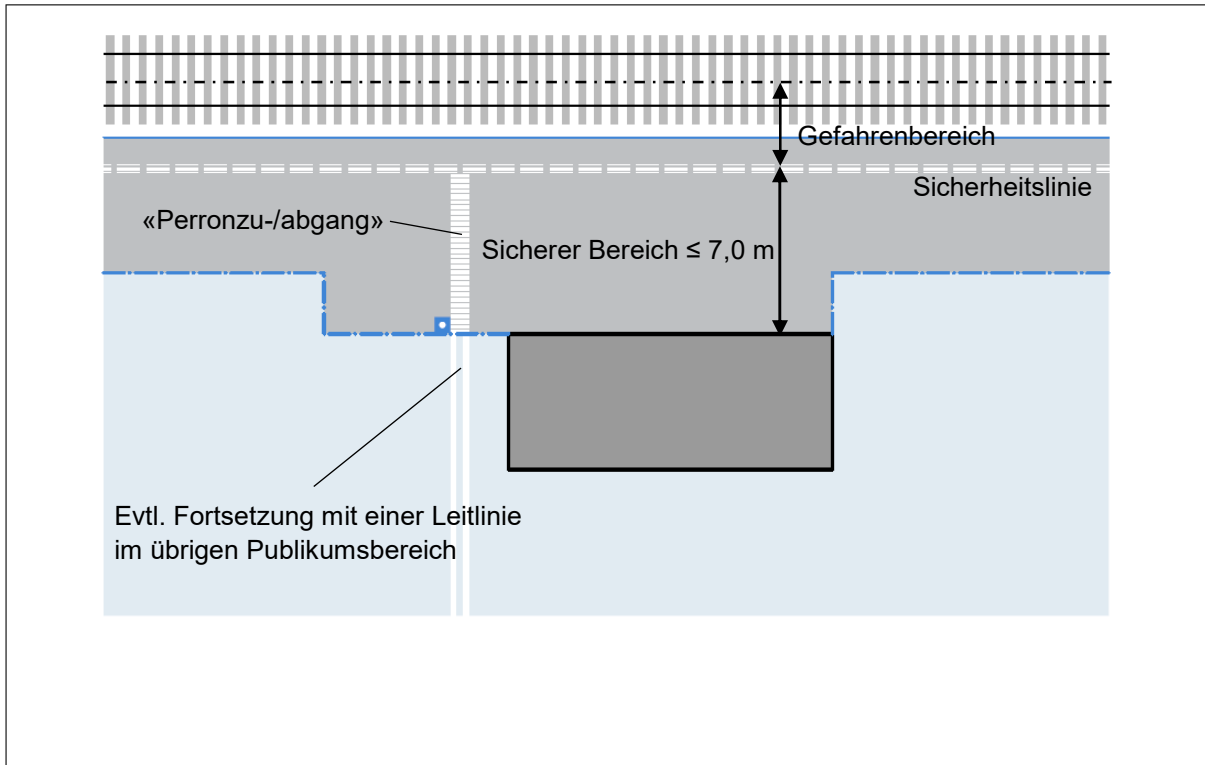 Gefahrenbereich
Sicherheitslinie
«Perronzu-/abgang»
Sicherer Bereich ≤ 7,0 m
Evtl. Fortsetzung mit einer Leitlinie
im übrigen Publikumsbereich